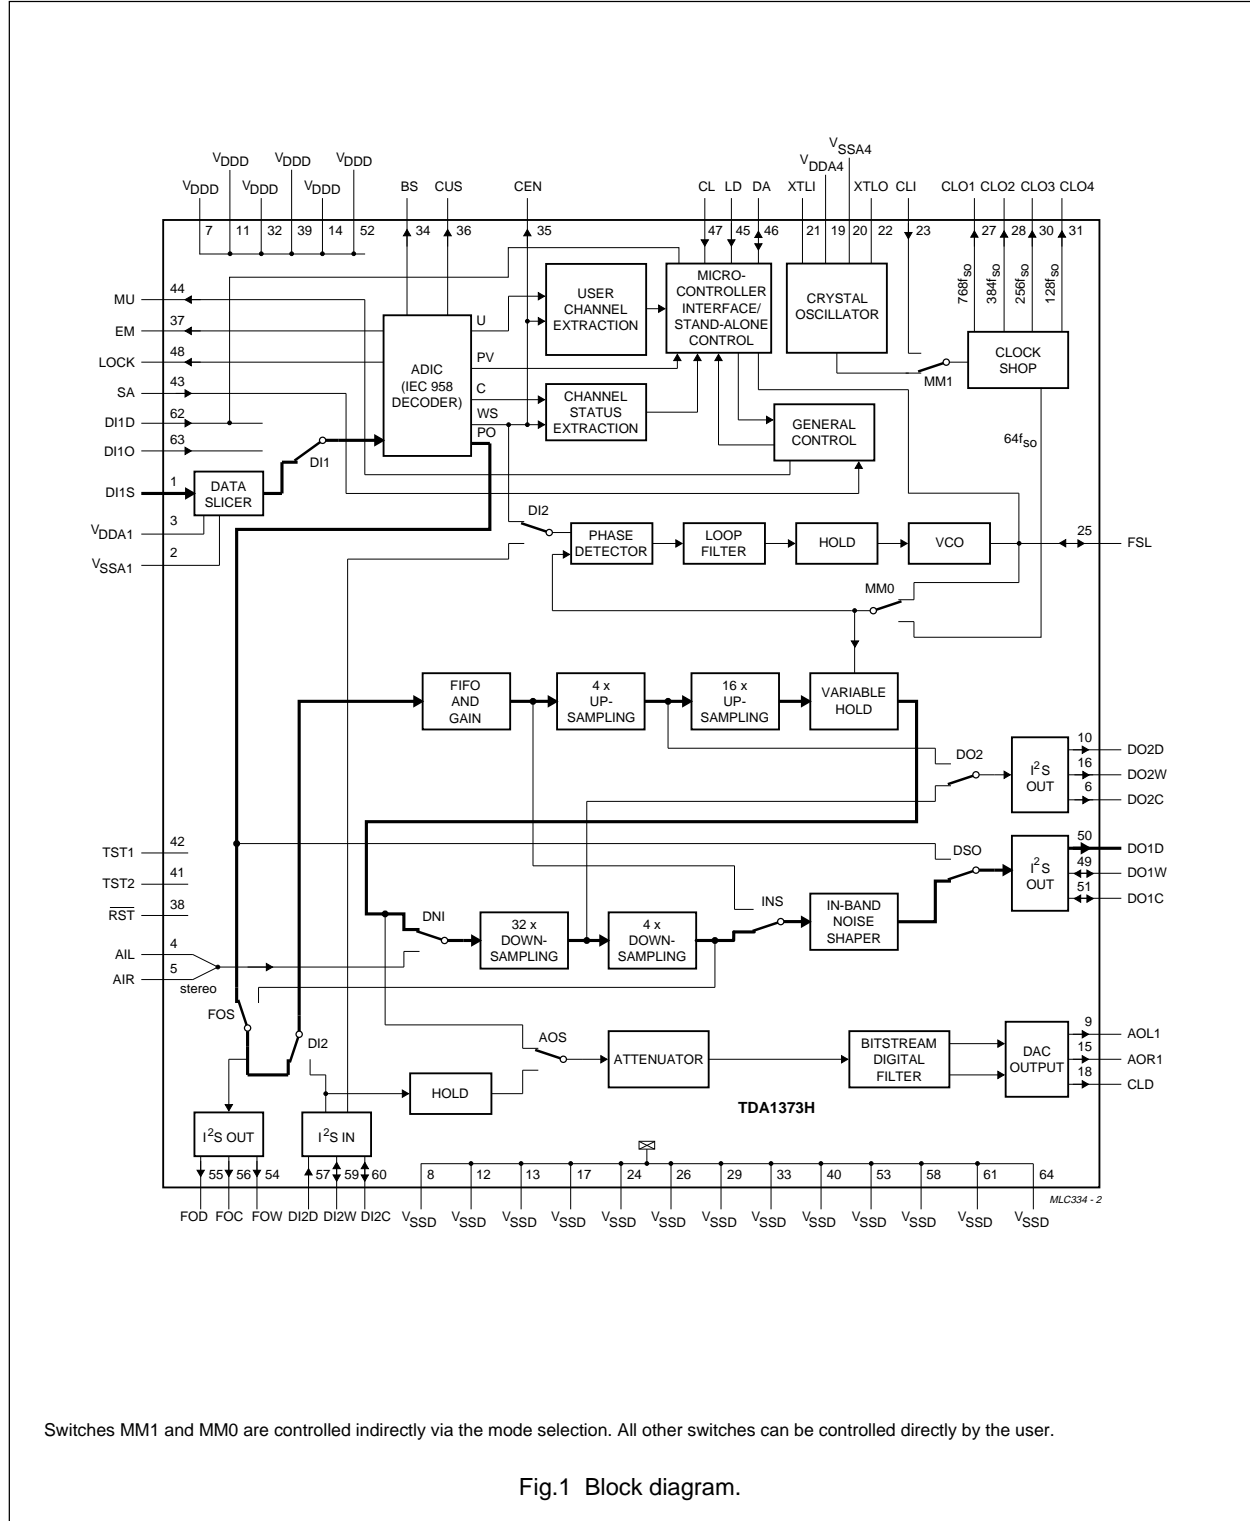 VSSA4
VDDD VDDD VDDD VDDA4
VDDD VDDD VDDD BS CUS CEN CL LD DA XTLI XTLO CLI CLO1 CLO2 CLO3 CLO4
7 11 32 39 14 52 34 36 35 47 45 46 21 19 20 22 23 27 28 30 31
768fso 384fso 256fso 128fso
MU 44
EM 37
LOCK 48
SA 43
DI1D 62
DI1O 63
DI1S 1
VDDA1 3
VSSA1 2
DATA
SLICER
DI1
ADIC
(IEC 958
DECODER)
U
PV
C
WS
PO
USER
CHANNEL
EXTRACTION
CHANNEL
STATUS
EXTRACTION
MICRO-
CONTROLLER
INTERFACE/
STAND-ALONE
CONTROL
CRYSTAL
OSCILLATOR
MM1
CLOCK
SHOP
GENERAL
CONTROL
64fso
DI2
PHASE
DETECTOR
LOOP
FILTER
HOLD
VCO
25 FSL
MM0
FIFO
AND
GAIN
4 x
UP-
SAMPLING
16 x
UP-
SAMPLING
VARIABLE
HOLD
DO2
I2S
OUT
10 DO2D
16 DO2W
6 DO2C
TST1 42
TST2 41
RST 38
AIL 4
AIR 5
stereo
DSO
I2S
OUT
50 DO1D
49 DO1W
51 DO1C
DNI
32 x
DOWN-
SAMPLING
4 x
DOWN-
SAMPLING
INS
IN-BAND
NOISE
SHAPER
FOS
DI2
HOLD
AOS
ATTENUATOR
BITSTREAM
DIGITAL
FILTER
DAC
OUTPUT
9 AOL1
15 AOR1
18 CLD
TDA1373H
I2S OUT
I2S IN
55 56 54 57 59 60 8 12 13 17 24 26 29 33 40 53 58 61 64
MLC334 - 2
FOD FOC FOW DI2D DI2W DI2C VSSD VSSD VSSD VSSD VSSD VSSD VSSD VSSD VSSD VSSD VSSD VSSD VSSD
Switches MM1 and MM0 are controlled indirectly via the mode selection. All other switches can be controlled directly by the user.
Fig.1 Block diagram.